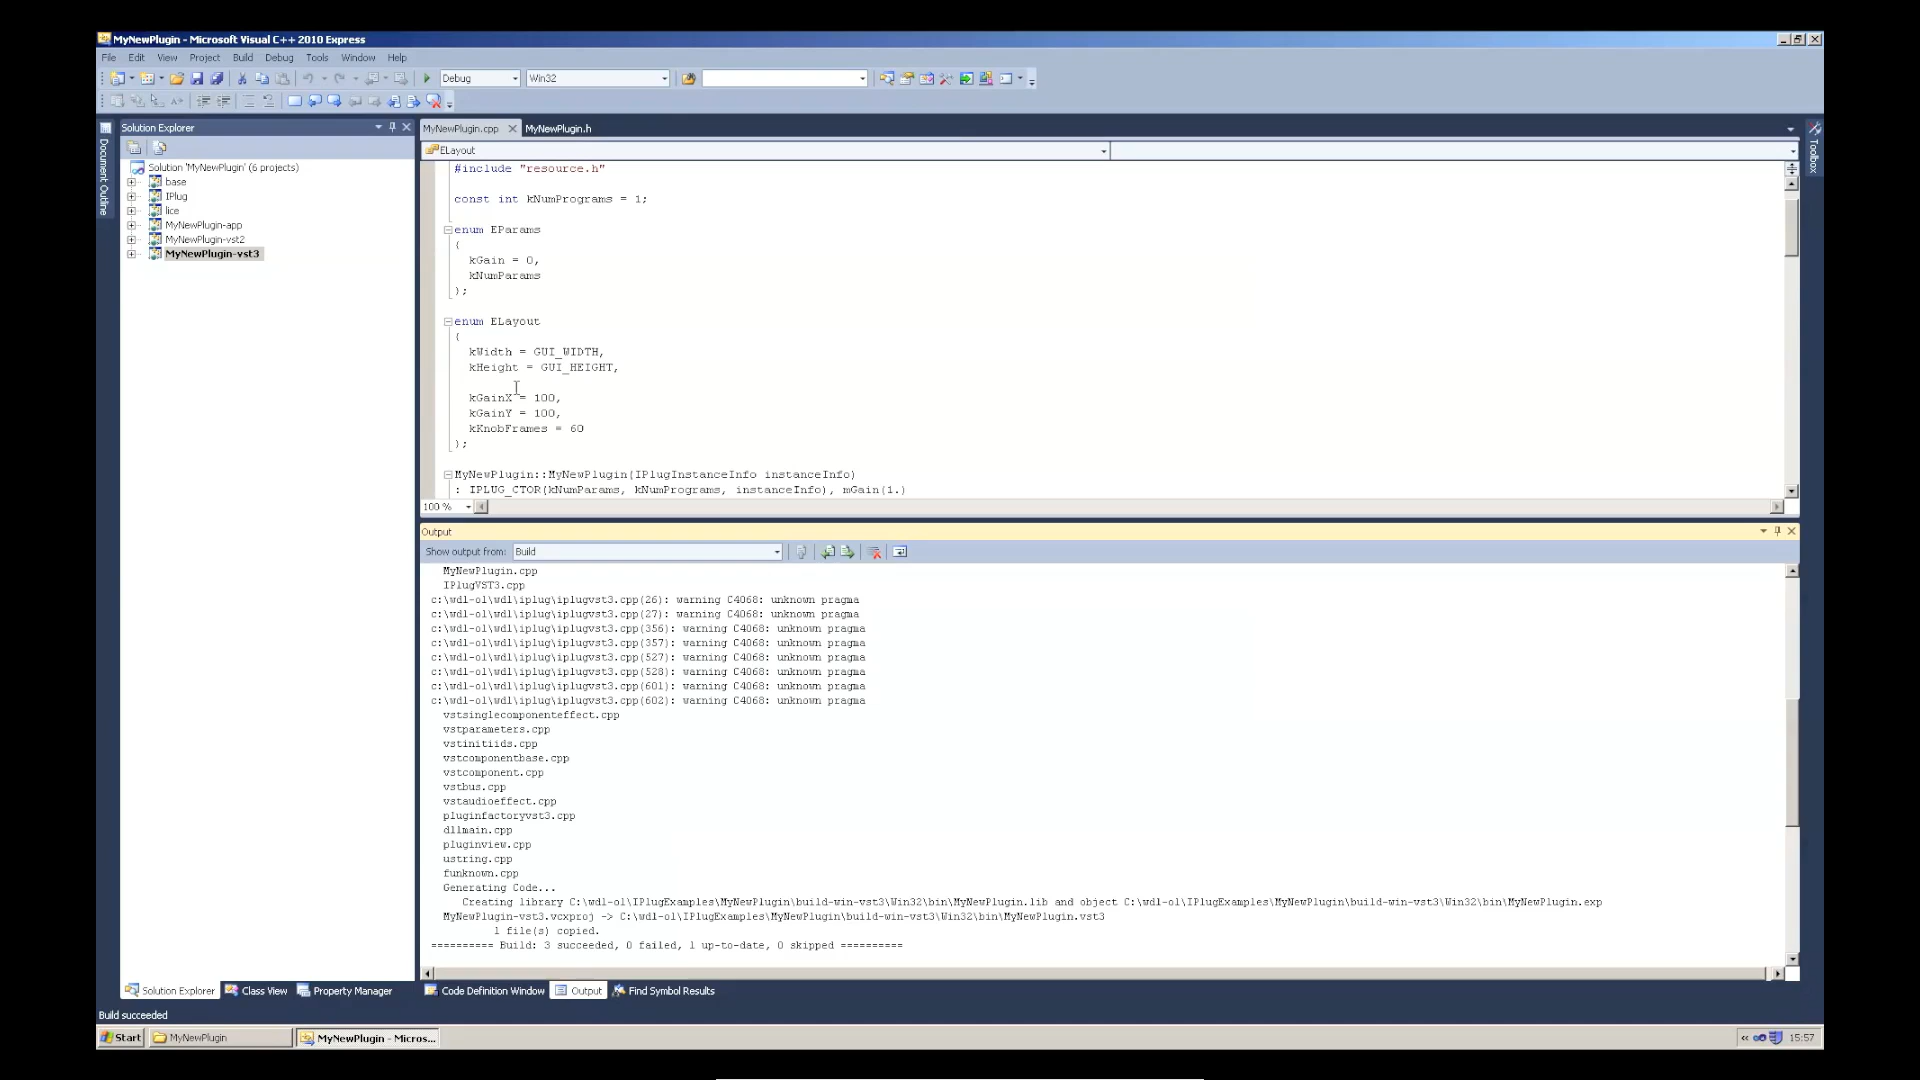 MyNewPlugin - Microsoft Visual C++ 2010 Express
File Edit View Project Build Debug Tools Window Help
Debug Win32
Solution Explorer
MyNewPlugin.cpp MyNewPlugin.h
ELayout
Document Outline
Toolbox
Solution 'MyNewPlugin' (6 projects)
base
IPlug
lice
MyNewPlugin-app
MyNewPlugin-vst2
MyNewPlugin-vst3
#include "resource.h"
const int kNumPrograms = 1;
enum EParams
{
kGain = 0,
kNumParams
};
enum ELayout
{
kWidth = GUI_WIDTH,
kHeight = GUI_HEIGHT,
kGainX = 100,
kGainY = 100,
kKnobFrames = 60
};
MyNewPlugin::MyNewPlugin(IPlugInstanceInfo instanceInfo)
: IPLUG_CTOR(kNumParams, kNumPrograms, instanceInfo), mGain(1.)
100 %
Output
Show output from: Build
MyNewPlugin.cpp
IPlugVST3.cpp
c:\wdl-ol\wdl\iplug\iplugvst3.cpp(26): warning C4068: unknown pragma
c:\wdl-ol\wdl\iplug\iplugvst3.cpp(27): warning C4068: unknown pragma
c:\wdl-ol\wdl\iplug\iplugvst3.cpp(356): warning C4068: unknown pragma
c:\wdl-ol\wdl\iplug\iplugvst3.cpp(357): warning C4068: unknown pragma
c:\wdl-ol\wdl\iplug\iplugvst3.cpp(527): warning C4068: unknown pragma
c:\wdl-ol\wdl\iplug\iplugvst3.cpp(528): warning C4068: unknown pragma
c:\wdl-ol\wdl\iplug\iplugvst3.cpp(601): warning C4068: unknown pragma
c:\wdl-ol\wdl\iplug\iplugvst3.cpp(602): warning C4068: unknown pragma
vstsinglecomponenteffect.cpp
vstparameters.cpp
vstinitiids.cpp
vstcomponentbase.cpp
vstcomponent.cpp
vstbus.cpp
vstaudioeffect.cpp
pluginfactoryvst3.cpp
dllmain.cpp
pluginview.cpp
ustring.cpp
funknown.cpp
Generating Code...
Creating library C:\wdl-ol\IPlugExamples\MyNewPlugin\build-win-vst3\Win32\bin\MyNewPlugin.lib and object C:\wdl-ol\IPlugExamples\MyNewPlugin\build-win-vst3\Win32\bin\MyNewPlugin.exp
MyNewPlugin-vst3.vcxproj -> C:\wdl-ol\IPlugExamples\MyNewPlugin\build-win-vst3\Win32\bin\MyNewPlugin.vst3
1 file(s) copied.
========== Build: 3 succeeded, 0 failed, 1 up-to-date, 0 skipped ==========
Solution Explorer Class View Property Manager
Code Definition Window Output Find Symbol Results
Build succeeded
Start MyNewPlugin MyNewPlugin - Micros... 15:57